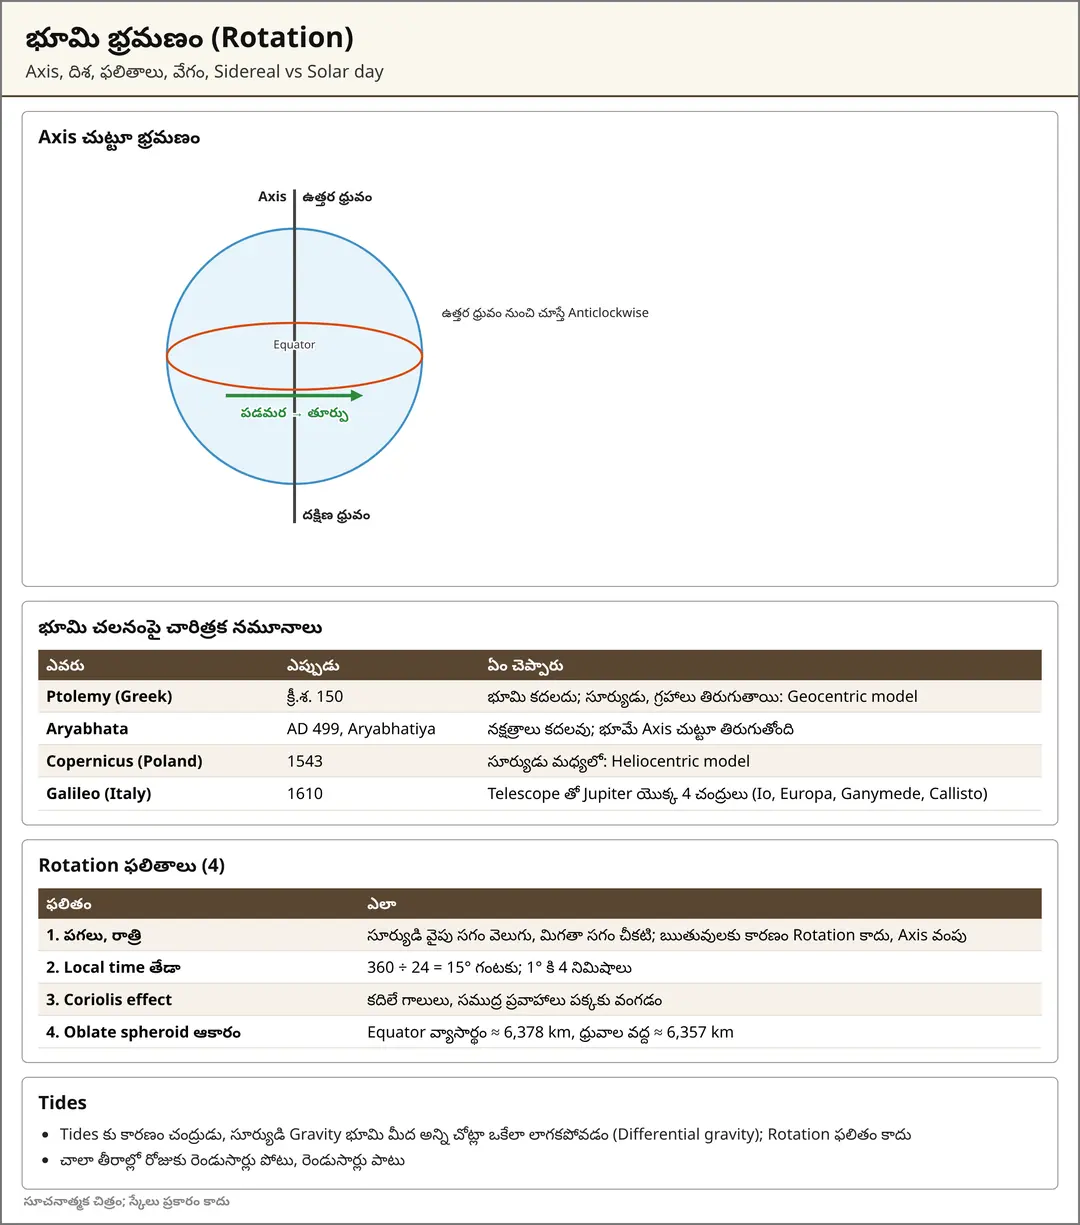 భూమి భ్రమణం (Rotation)
Axis, దిశ, ఫలితాలు, వేగం, Sidereal vs Solar day
Axis చుట్టూ భ్రమణం
Axis
ఉత్తర ధ్రువం
ఉత్తర ధ్రువం నుంచి చూస్తే Anticlockwise
Equator
పడమర → తూర్పు
దక్షిణ ధ్రువం
భూమి చలనంపై చారిత్రక నమూనాలు
ఎవరు ఎప్పుడు ఏం చెప్పారు
Ptolemy (Greek) క్రీ.శ. 150 భూమి కదలదు; సూర్యుడు, గ్రహాలు తిరుగుతాయి: Geocentric model
Aryabhata AD 499, Aryabhatiya నక్షత్రాలు కదలవు; భూమే Axis చుట్టూ తిరుగుతోంది
Copernicus (Poland) 1543 సూర్యుడు మధ్యలో: Heliocentric model
Galileo (Italy) 1610 Telescope తో Jupiter యొక్క 4 చంద్రులు (Io, Europa, Ganymede, Callisto)
Rotation ఫలితాలు (4)
ఫలితం ఎలా
1. పగలు, రాత్రి సూర్యుడి వైపు సగం వెలుగు, మిగతా సగం చీకటి; ఋతువులకు కారణం Rotation కాదు, Axis వంపు
2. Local time తేడా 360 ÷ 24 = 15° గంటకు; 1° కి 4 నిమిషాలు
3. Coriolis effect కదిలే గాలులు, సముద్ర ప్రవాహాలు పక్కకు వంగడం
4. Oblate spheroid ఆకారం Equator వ్యాసార్థం ≈ 6,378 km, ధ్రువాల వద్ద ≈ 6,357 km
Tides
• Tides కు కారణం చంద్రుడు, సూర్యుడి Gravity భూమి మీద అన్ని చోట్లా ఒకేలా లాగకపోవడం (Differential gravity); Rotation ఫలితం కాదు
• చాలా తీరాల్లో రోజుకు రెండుసార్లు పోటు, రెండుసార్లు పాటు
సూచనాత్మక చిత్రం; స్కేలు ప్రకారం కాదు